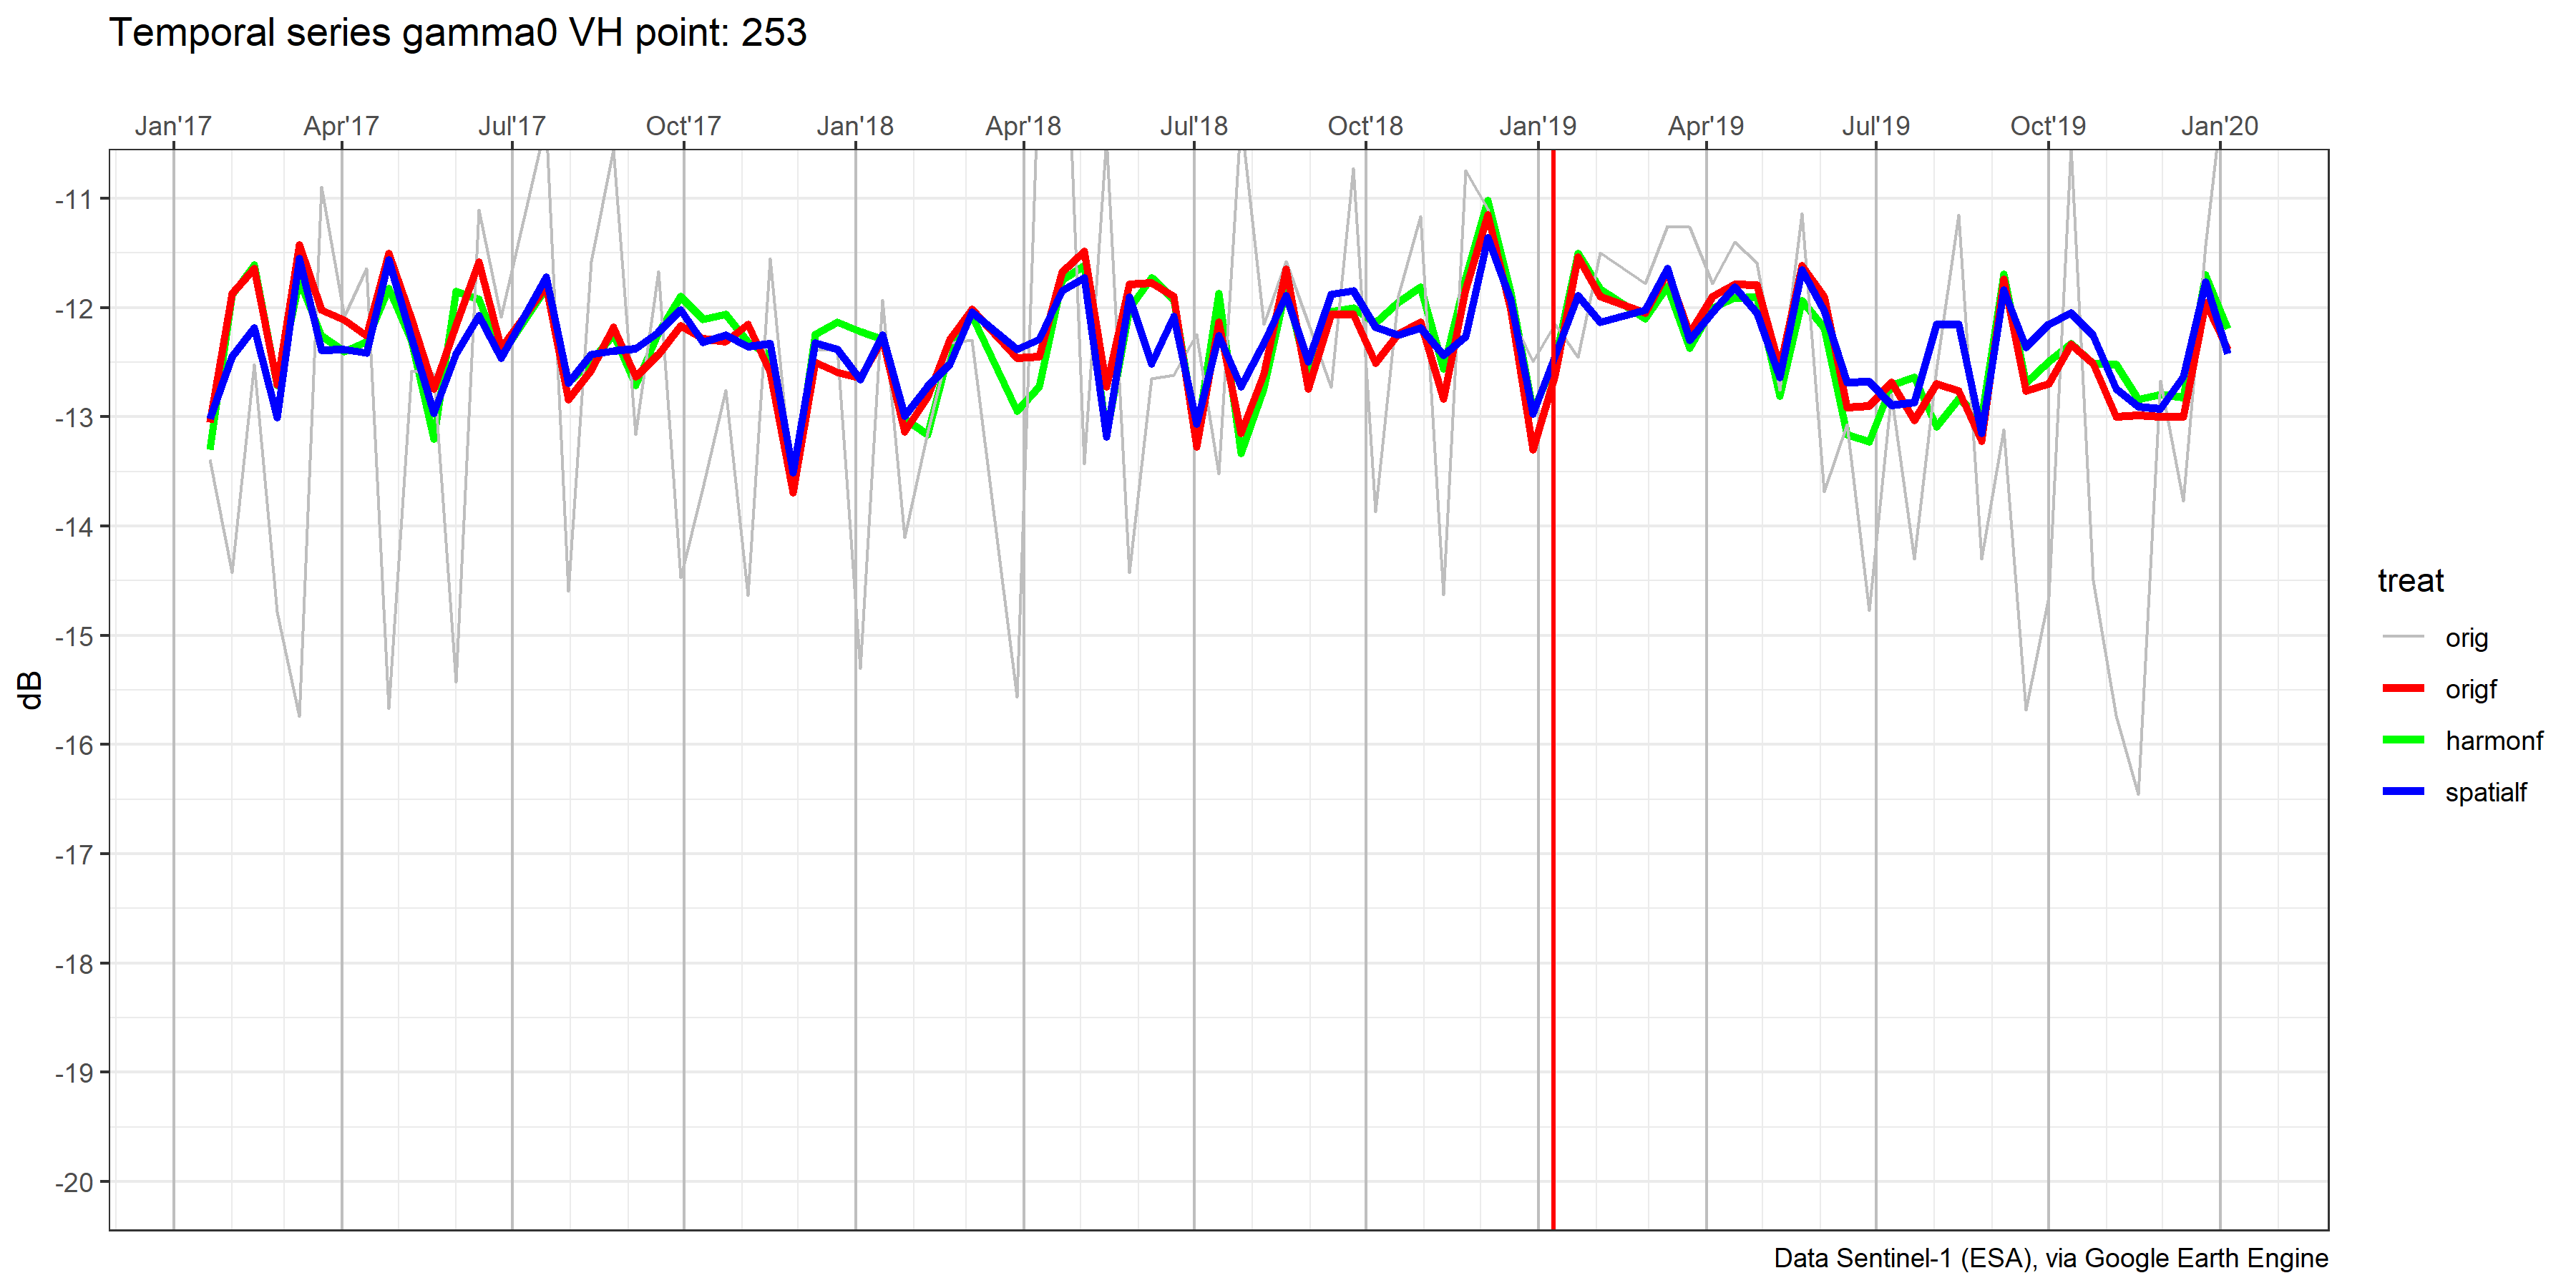 Temporal series gamma0 VH point: 253
Jan'17 Apr'17 Jul'17 Oct'17 Jan'18 Apr'18 Jul'18 Oct'18 Jan'19 Apr'19 Jul'19 Oct'19 Jan'20
-11
-12
-13
-14
-15
-16
-17
-18
-19
-20
dB
treat
orig
origf
harmonf
spatialf
Data Sentinel-1 (ESA), via Google Earth Engine